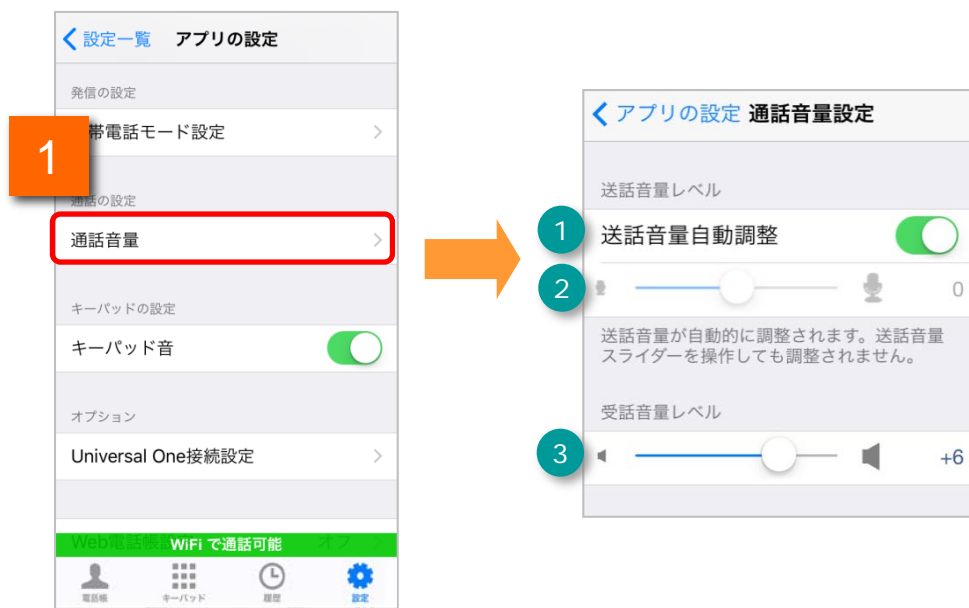 設定一覧 アプリの設定
発信の設定
帯電話モード設定
1
通話の設定
通話音量
キーパッドの設定
キーパッド音
オプション
Universal One接続設定
Web電話帳設定 オフ
WiFi で通話可能
電話帳 キーパッド 履歴 設定
アプリの設定 通話音量設定
送話音量レベル
1 送話音量自動調整
2 0
送話音量が自動的に調整されます。送話音量
スライダーを操作しても調整されません。
受話音量レベル
3 +6